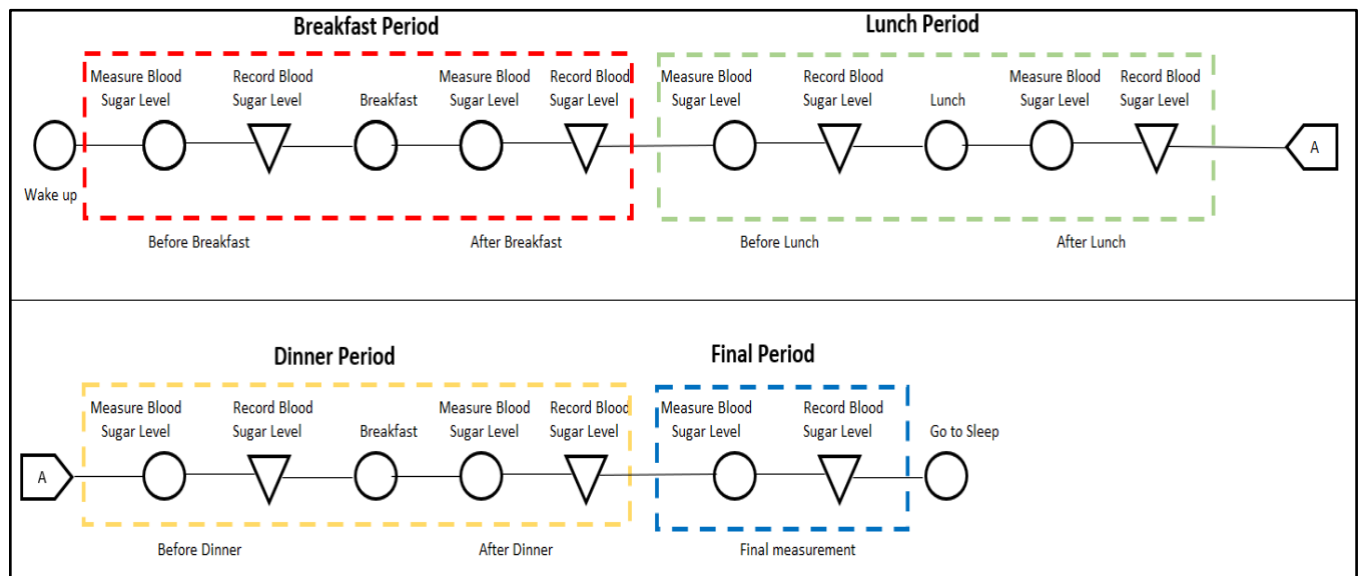 Breakfast Period
Lunch Period
Measure Blood Sugar Level
Record Blood Sugar Level
Breakfast
Measure Blood Sugar Level
Record Blood Sugar Level
Measure Blood Sugar Level
Record Blood Sugar Level
Lunch
Measure Blood Sugar Level
Record Blood Sugar Level
A
Wake up
Before Breakfast
After Breakfast
Before Lunch
After Lunch
Dinner Period
Final Period
Measure Blood Sugar Level
Record Blood Sugar Level
Breakfast
Measure Blood Sugar Level
Record Blood Sugar Level
Measure Blood Sugar Level
Record Blood Sugar Level
Go to Sleep
A
Before Dinner
After Dinner
Final measurement